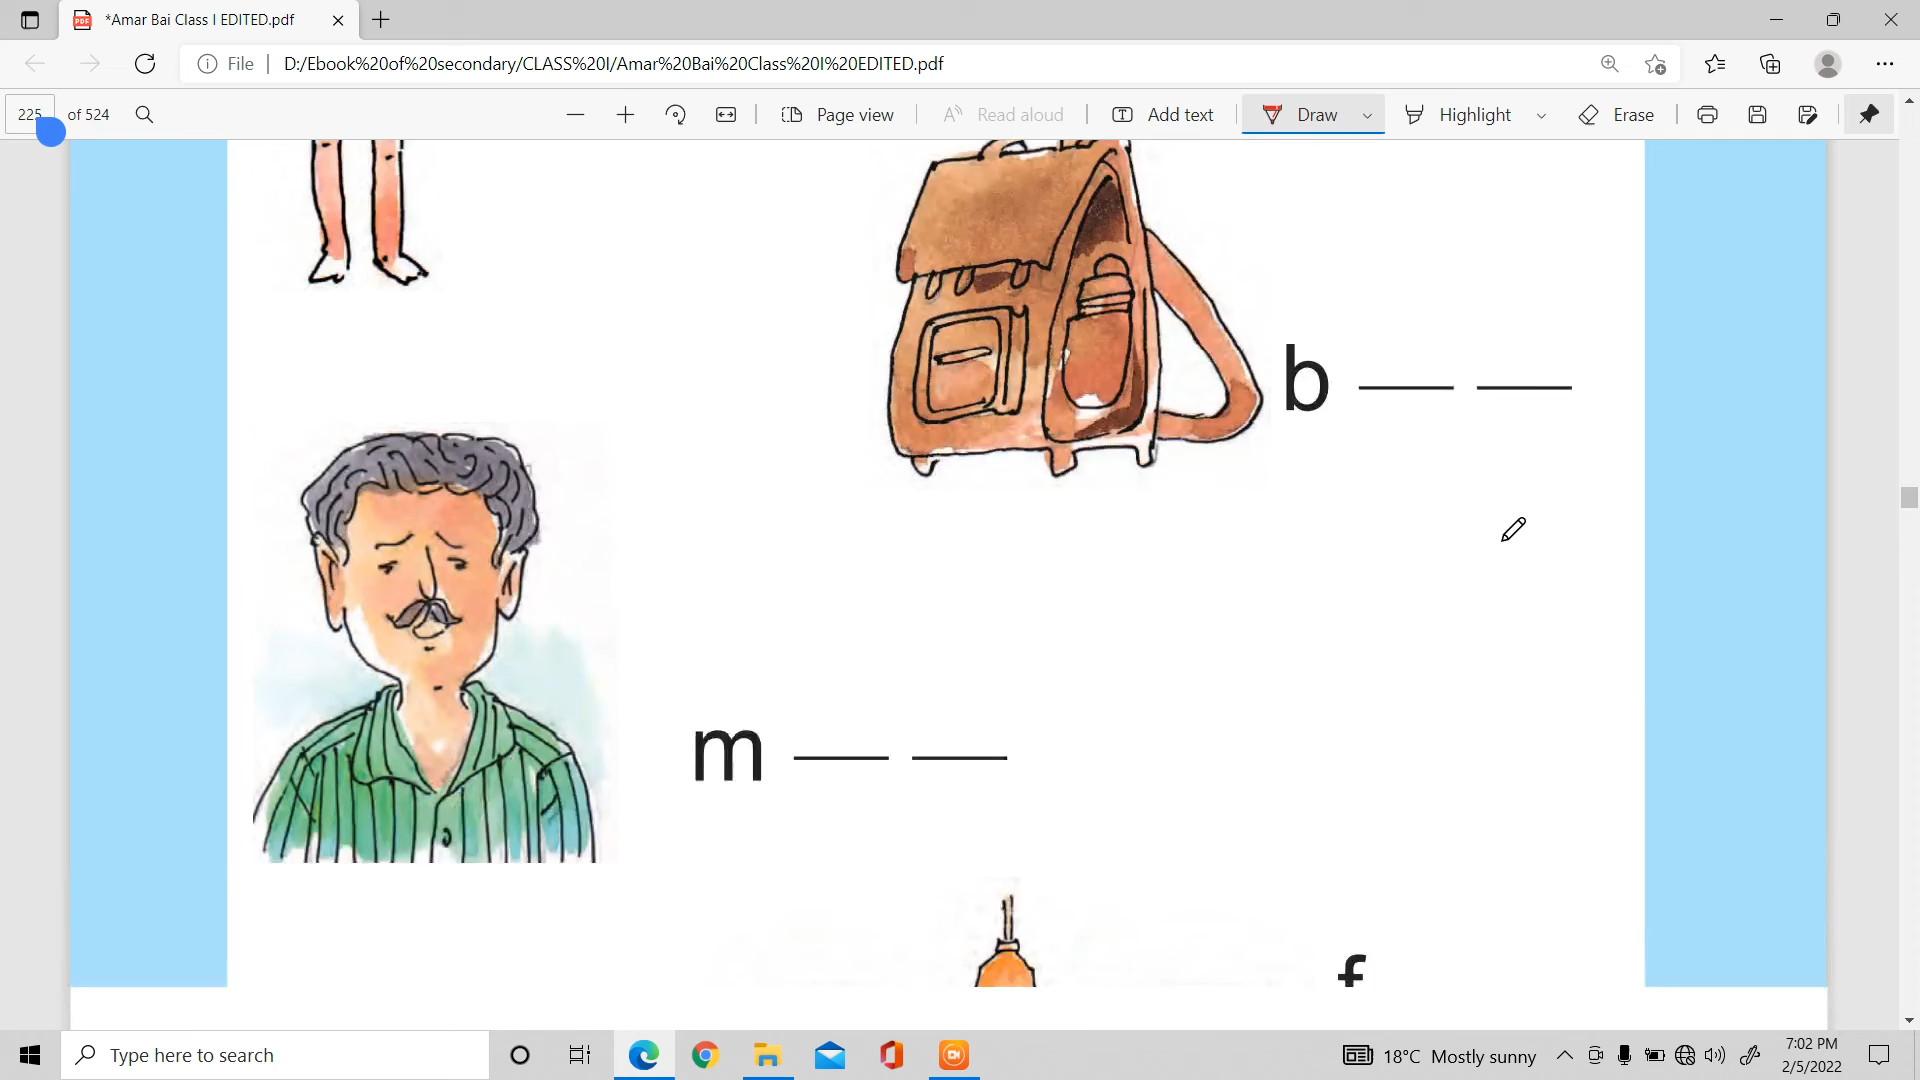 *Amar Bai Class I EDITED.pdf
File D:/Ebook%20of%20secondary/CLASS%20I/Amar%20Bai%20Class%20I%20EDITED.pdf
225 of 524 Page view Read aloud Add text Draw Highlight Erase
b
m
f
Type here to search 18°C Mostly sunny 7:02 PM
2/5/2022